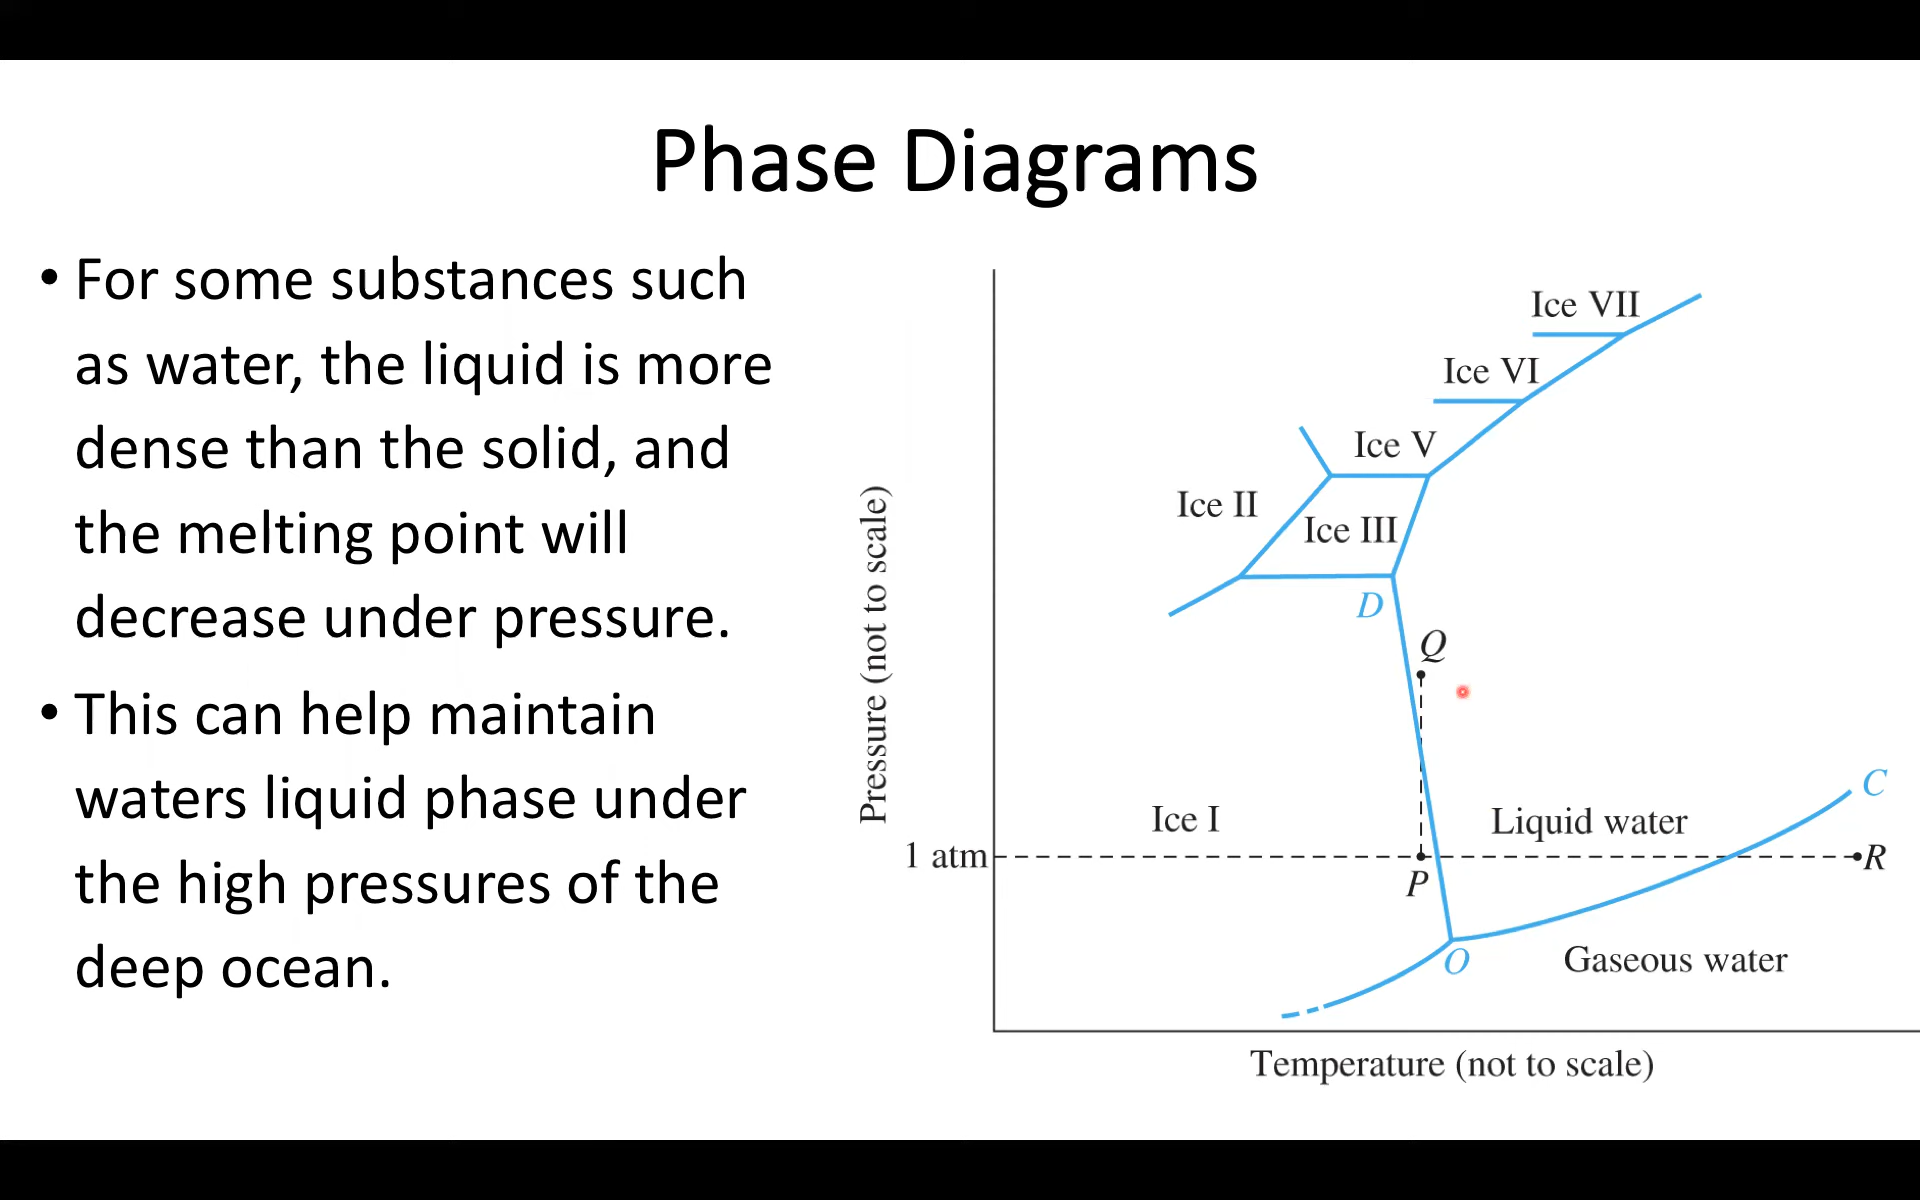 Phase Diagrams
• For some substances such
as water, the liquid is more
dense than the solid, and
the melting point will
decrease under pressure.
• This can help maintain
waters liquid phase under
the high pressures of the
deep ocean.
Pressure (not to scale)
Ice VII
Ice VI
Ice V
Ice II
Ice III
D
Q
C
Ice I
Liquid water
1 atm
R
P
O
Gaseous water
Temperature (not to scale)